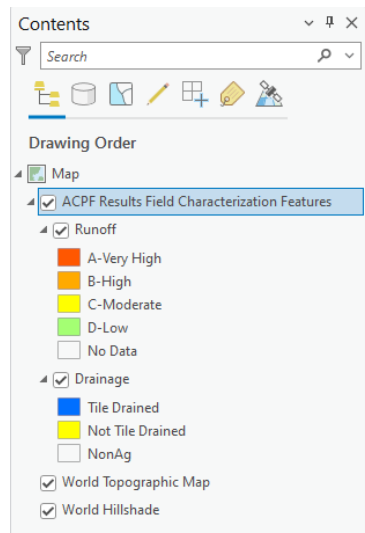 Contents
Search
Drawing Order
Map
ACPF Results Field Characterization Features
Runoff
A-Very High
B-High
C-Moderate
D-Low
No Data
Drainage
Tile Drained
Not Tile Drained
NonAg
World Topographic Map
World Hillshade